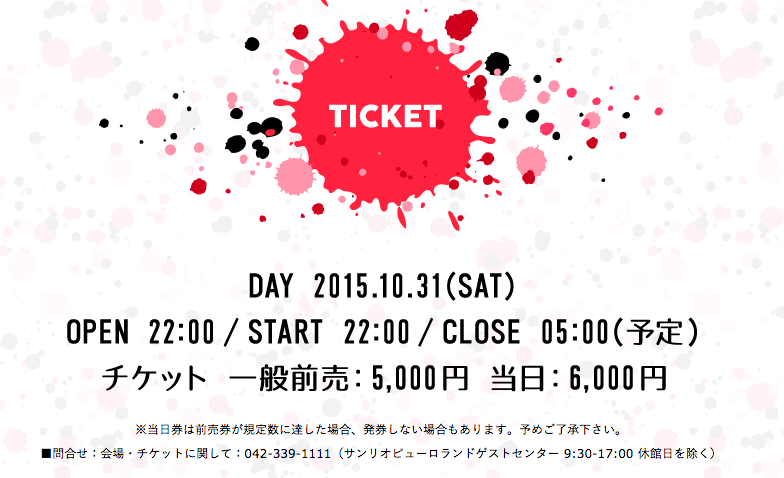 TICKET
DAY 2015.10.31(SAT)
OPEN 22:00 / START 22:00 / CLOSE 05:00(予定)
チケット 一般前売：5,000円 当日：6,000円
※当日券は前売券が規定数に達した場合、発券しない場合もあります。予めご了承下さい。
■問合せ：会場・チケットに関して：042-339-1111（サンリオピューロランドゲストセンター 9:30-17:00 休館日を除く）